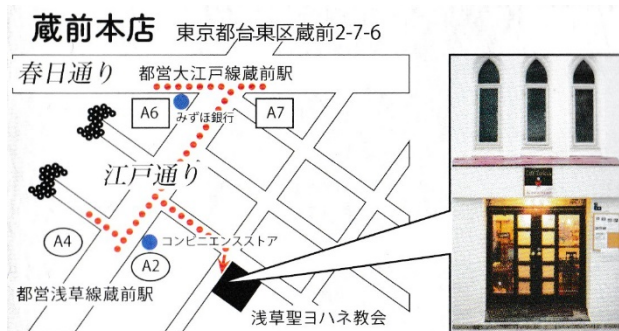 蔵前本店 東京都台東区蔵前2-7-6
春日通り
都営大江戸線蔵前駅
A6
みずほ銀行
A7
江戸通り
A4
コンビニエンスストア
A2
都営浅草線蔵前駅
浅草聖ヨハネ教会